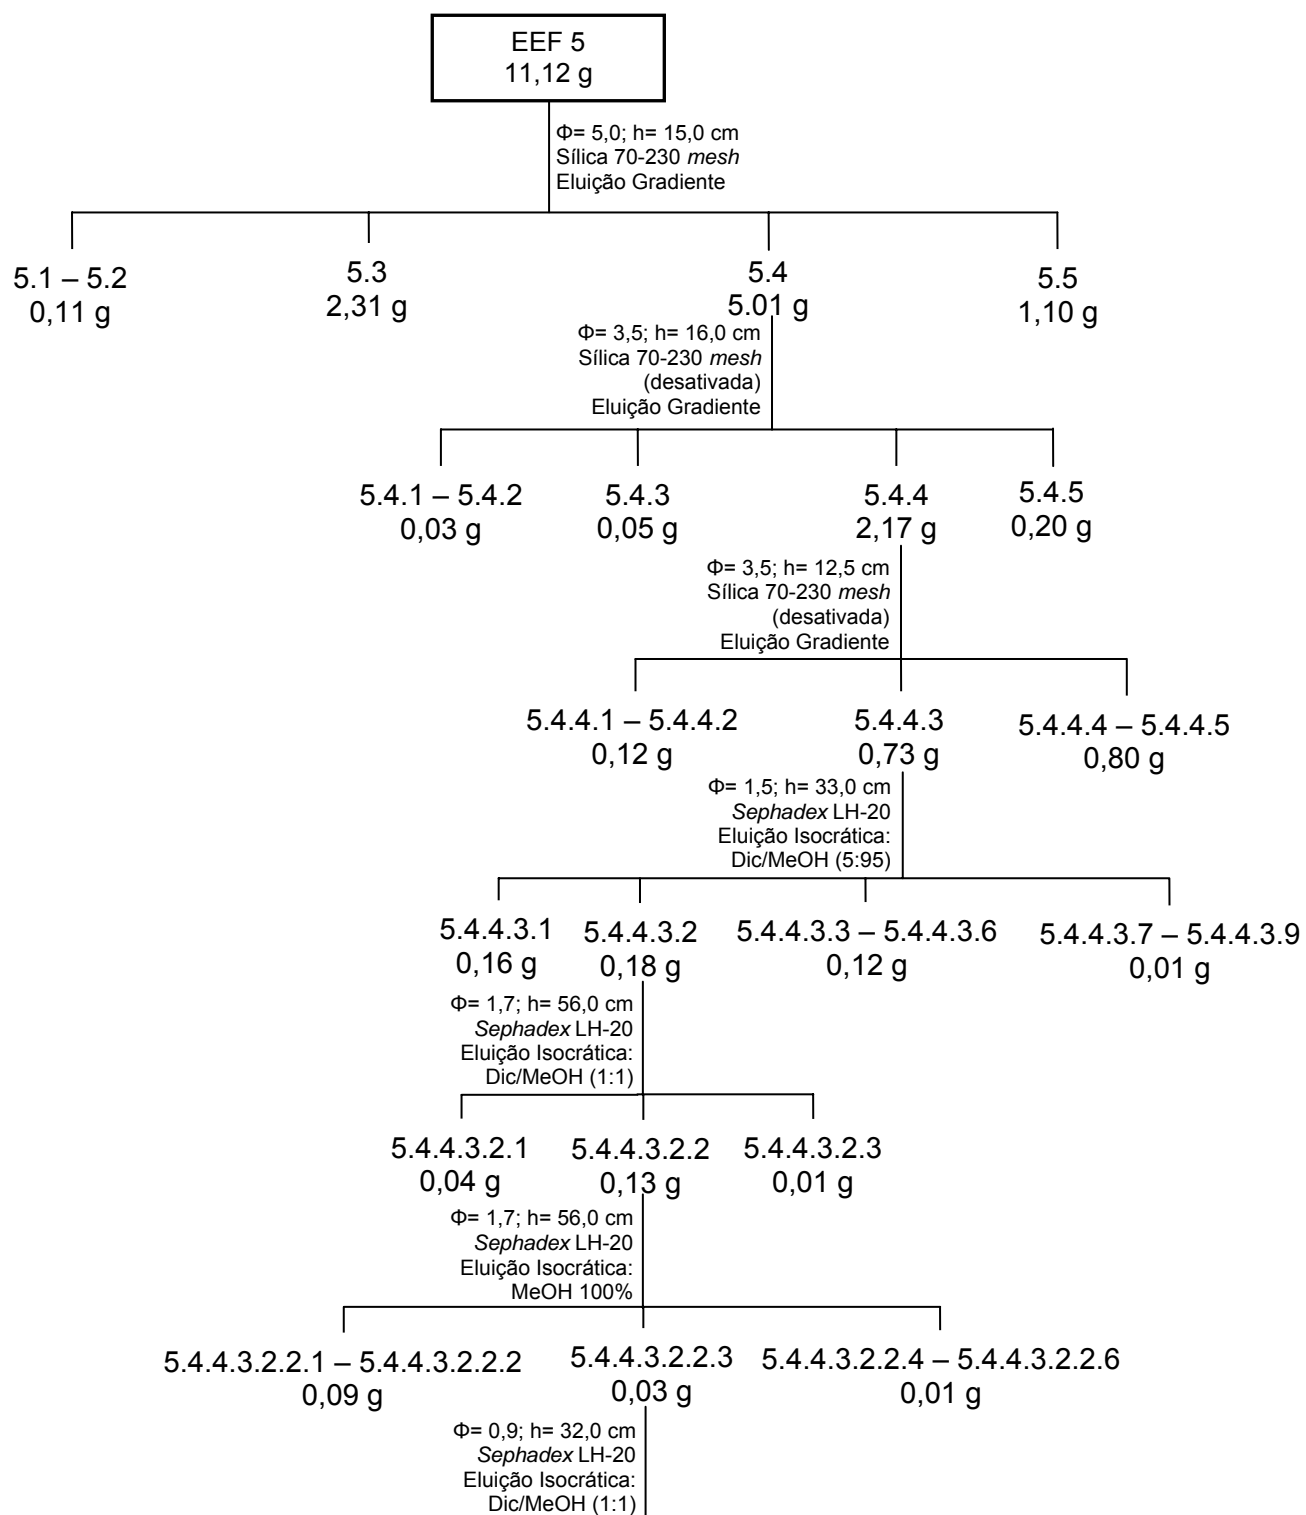 EEF 5
11,12 g
Φ= 5,0; h= 15,0 cm
Sílica 70-230 mesh
Eluição Gradiente
5.1 – 5.2
0,11 g
5.3
2,31 g
5.4
5.01 g
5.5
1,10 g
Φ= 3,5; h= 16,0 cm
Sílica 70-230 mesh
(desativada)
Eluição Gradiente
5.4.1 – 5.4.2
0,03 g
5.4.3
0,05 g
5.4.4
2,17 g
5.4.5
0,20 g
Φ= 3,5; h= 12,5 cm
Sílica 70-230 mesh
(desativada)
Eluição Gradiente
5.4.4.1 – 5.4.4.2
0,12 g
5.4.4.3
0,73 g
5.4.4.4 – 5.4.4.5
0,80 g
Φ= 1,5; h= 33,0 cm
Sephadex LH-20
Eluição Isocrática:
Dic/MeOH (5:95)
5.4.4.3.1
0,16 g
5.4.4.3.2
0,18 g
5.4.4.3.3 – 5.4.4.3.6
0,12 g
5.4.4.3.7 – 5.4.4.3.9
0,01 g
Φ= 1,7; h= 56,0 cm
Sephadex LH-20
Eluição Isocrática:
Dic/MeOH (1:1)
5.4.4.3.2.1
0,04 g
5.4.4.3.2.2
0,13 g
5.4.4.3.2.3
0,01 g
Φ= 1,7; h= 56,0 cm
Sephadex LH-20
Eluição Isocrática:
MeOH 100%
5.4.4.3.2.2.1 – 5.4.4.3.2.2.2
0,09 g
5.4.4.3.2.2.3
0,03 g
5.4.4.3.2.2.4 – 5.4.4.3.2.2.6
0,01 g
Φ= 0,9; h= 32,0 cm
Sephadex LH-20
Eluição Isocrática:
Dic/MeOH (1:1)